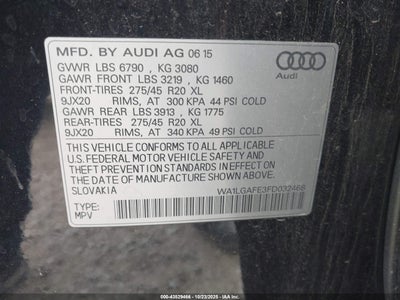 MFD. BY AUDI AG 06 15
GVWR LBS 6790 , KG 3080
GAWR FRONT LBS 3219 , KG 1460
FRONT-TIRES 275/45 R20 XL
9JX20 RIMS, AT 300 KPA 44 PSI COLD
GAWR REAR LBS 3913 , KG 1775
REAR-TIRES 275/45 R20 XL
9JX20 RIMS, AT 340 KPA 49 PSI COLD
THIS VEHICLE CONFORMS TO ALL APPLICABLE
U.S. FEDERAL MOTOR VEHICLE SAFETY AND
THEFT PREVENTION STANDARDS IN EFFECT ON
THE DATE OF MANUFACTURE SHOWN ABOVE
SLOVAKIA WA1LGAFE3FD032468
TYPE:
MPV
Audi
000-43529466 - 10/23/2025 - IAAI.COM